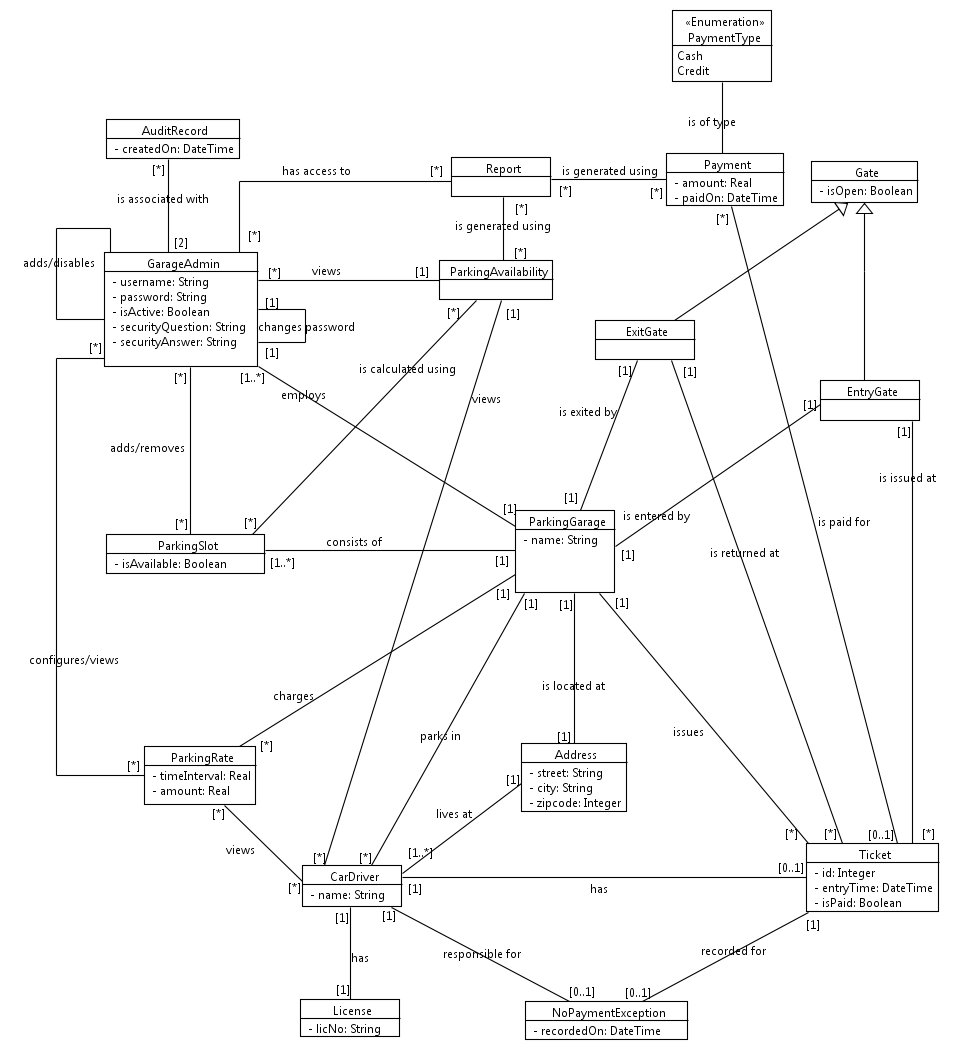 «Enumeration»
PaymentType
Cash
Credit
is of type
AuditRecord
- createdOn: DateTime
[*]
is associated with
[2]
has access to
[*]
[*]
Report
is generated using
[*]
[*]
Payment
- amount: Real
- paidOn: DateTime
[*]
Gate
- isOpen: Boolean
[*]
is generated using
[*]
adds/disables
GarageAdmin
- username: String
- password: String
- isActive: Boolean
- securityQuestion: String
- securityAnswer: String
[*]
views
[1]
ParkingAvailability
[1]
changes password
[1]
[*]
[1]
ExitGate
[1]
[1]
EntryGate
[1]
[1]
[*]
[*]
[1..*]
employs
[1]
is calculated using
views
is exited by
[1]
adds/removes
[*]
[*]
is issued at
ParkingSlot
- isAvailable: Boolean
[1..*]
consists of
[1]
ParkingGarage
- name: String
is entered by
[1]
is paid for
is returned at
[1]
[1]
[1]
[1]
configures/views
charges
is located at
[1]
parks in
issues
[*]
[*]
ParkingRate
- timeInterval: Real
- amount: Real
[*]
views
[*]
Address
- street: String
- city: String
- zipcode: Integer
[1]
lives at
[1..*]
[*]
[*]
CarDriver
- name: String
[1]
has
[0..1]
[*]
[*]
[0..1]
[*]
Ticket
- id: Integer
- entryTime: DateTime
- isPaid: Boolean
[1]
[1]
[1]
has
[1]
responsible for
[0..1]
recorded for
[0..1]
License
- licNo: String
NoPaymentException
- recordedOn: DateTime